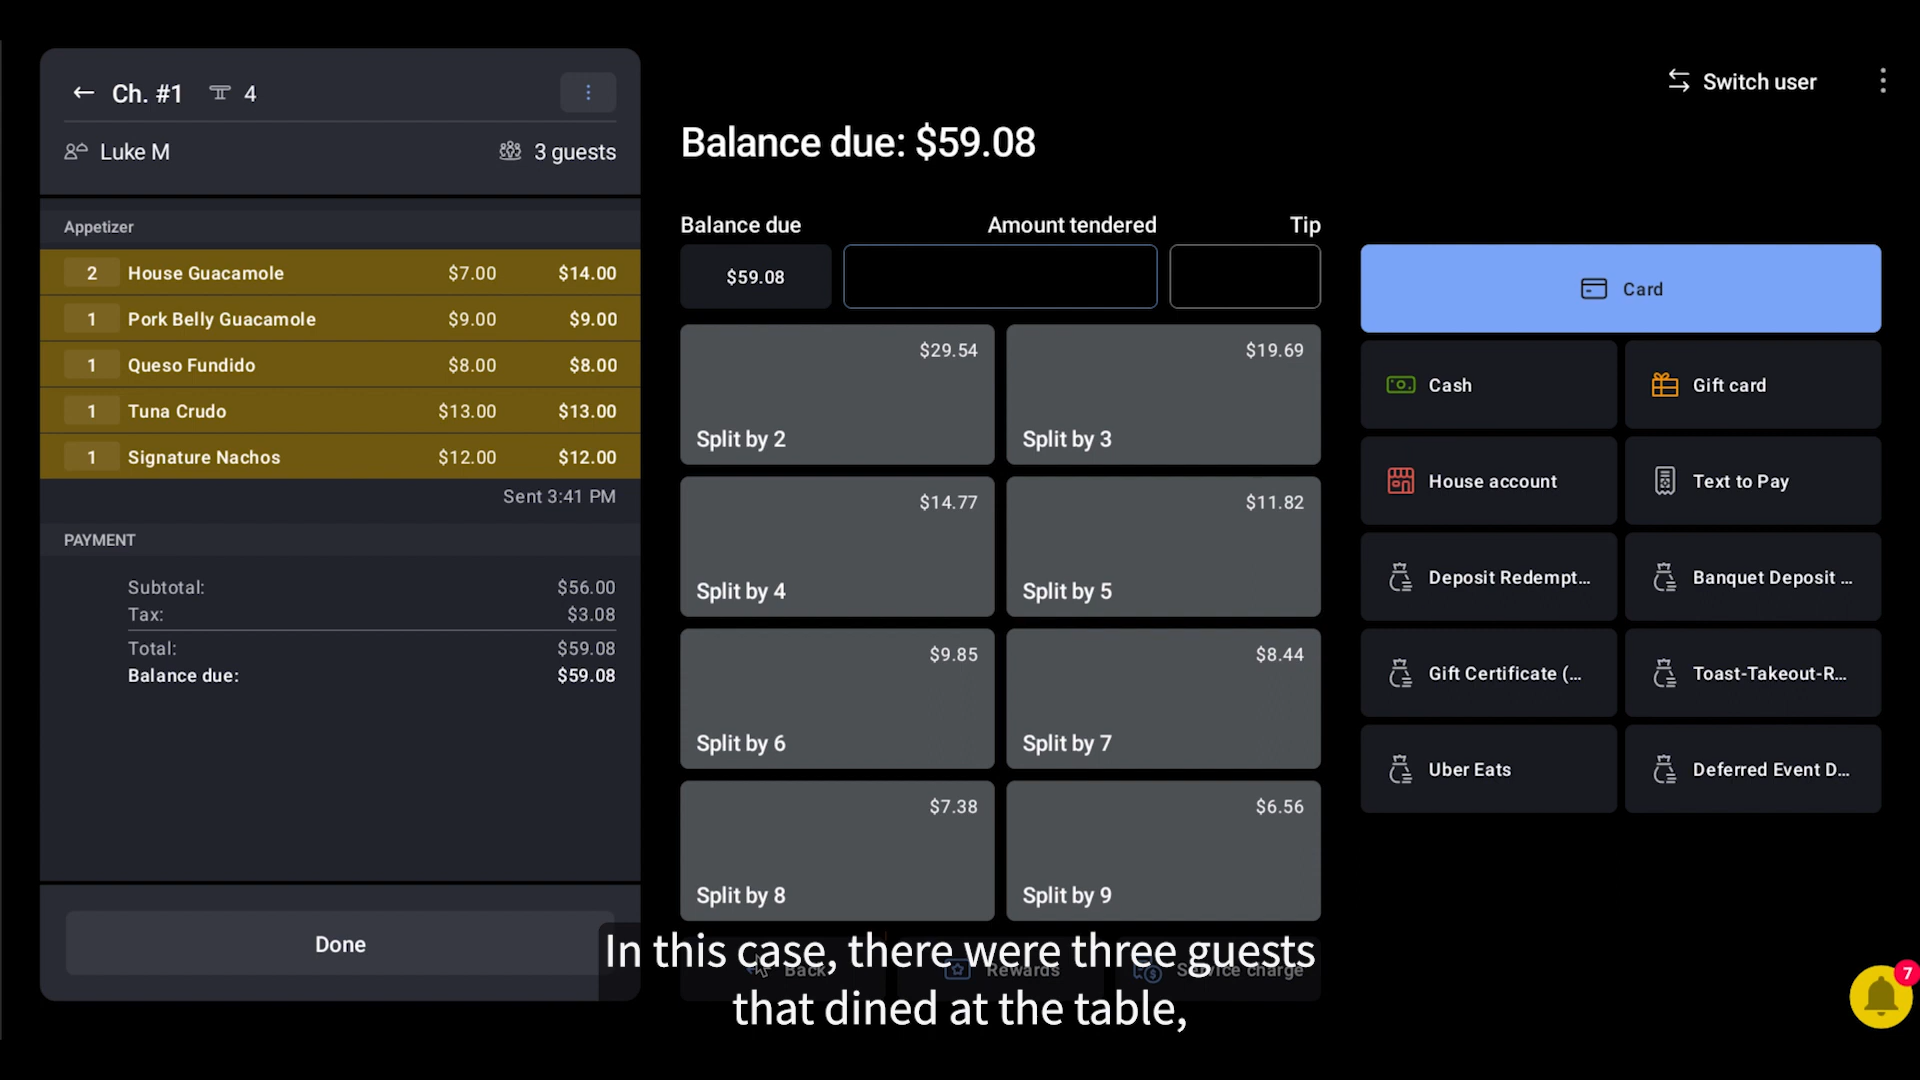 Ch. #1 4
Luke M 3 guests
Appetizer
2 House Guacamole $7.00 $14.00
1 Pork Belly Guacamole $9.00 $9.00
1 Queso Fundido $8.00 $8.00
1 Tuna Crudo $13.00 $13.00
1 Signature Nachos $12.00 $12.00
Sent 3:41 PM
PAYMENT
Subtotal: $56.00
Tax: $3.08
Total: $59.08
Balance due: $59.08
Done
Switch user
Balance due: $59.08
Balance due Amount tendered Tip
$59.08
$29.54
Split by 2
$19.69
Split by 3
$14.77
Split by 4
$11.82
Split by 5
$9.85
Split by 6
$8.44
Split by 7
$7.38
Split by 8
$6.56
Split by 9
Back Rewards Service charge
Card
Cash Gift card
House account Text to Pay
Deposit Redempt... Banquet Deposit ...
Gift Certificate (... Toast-Takeout-R...
Uber Eats Deferred Event D...
7
In this case, there were three guests
that dined at the table,